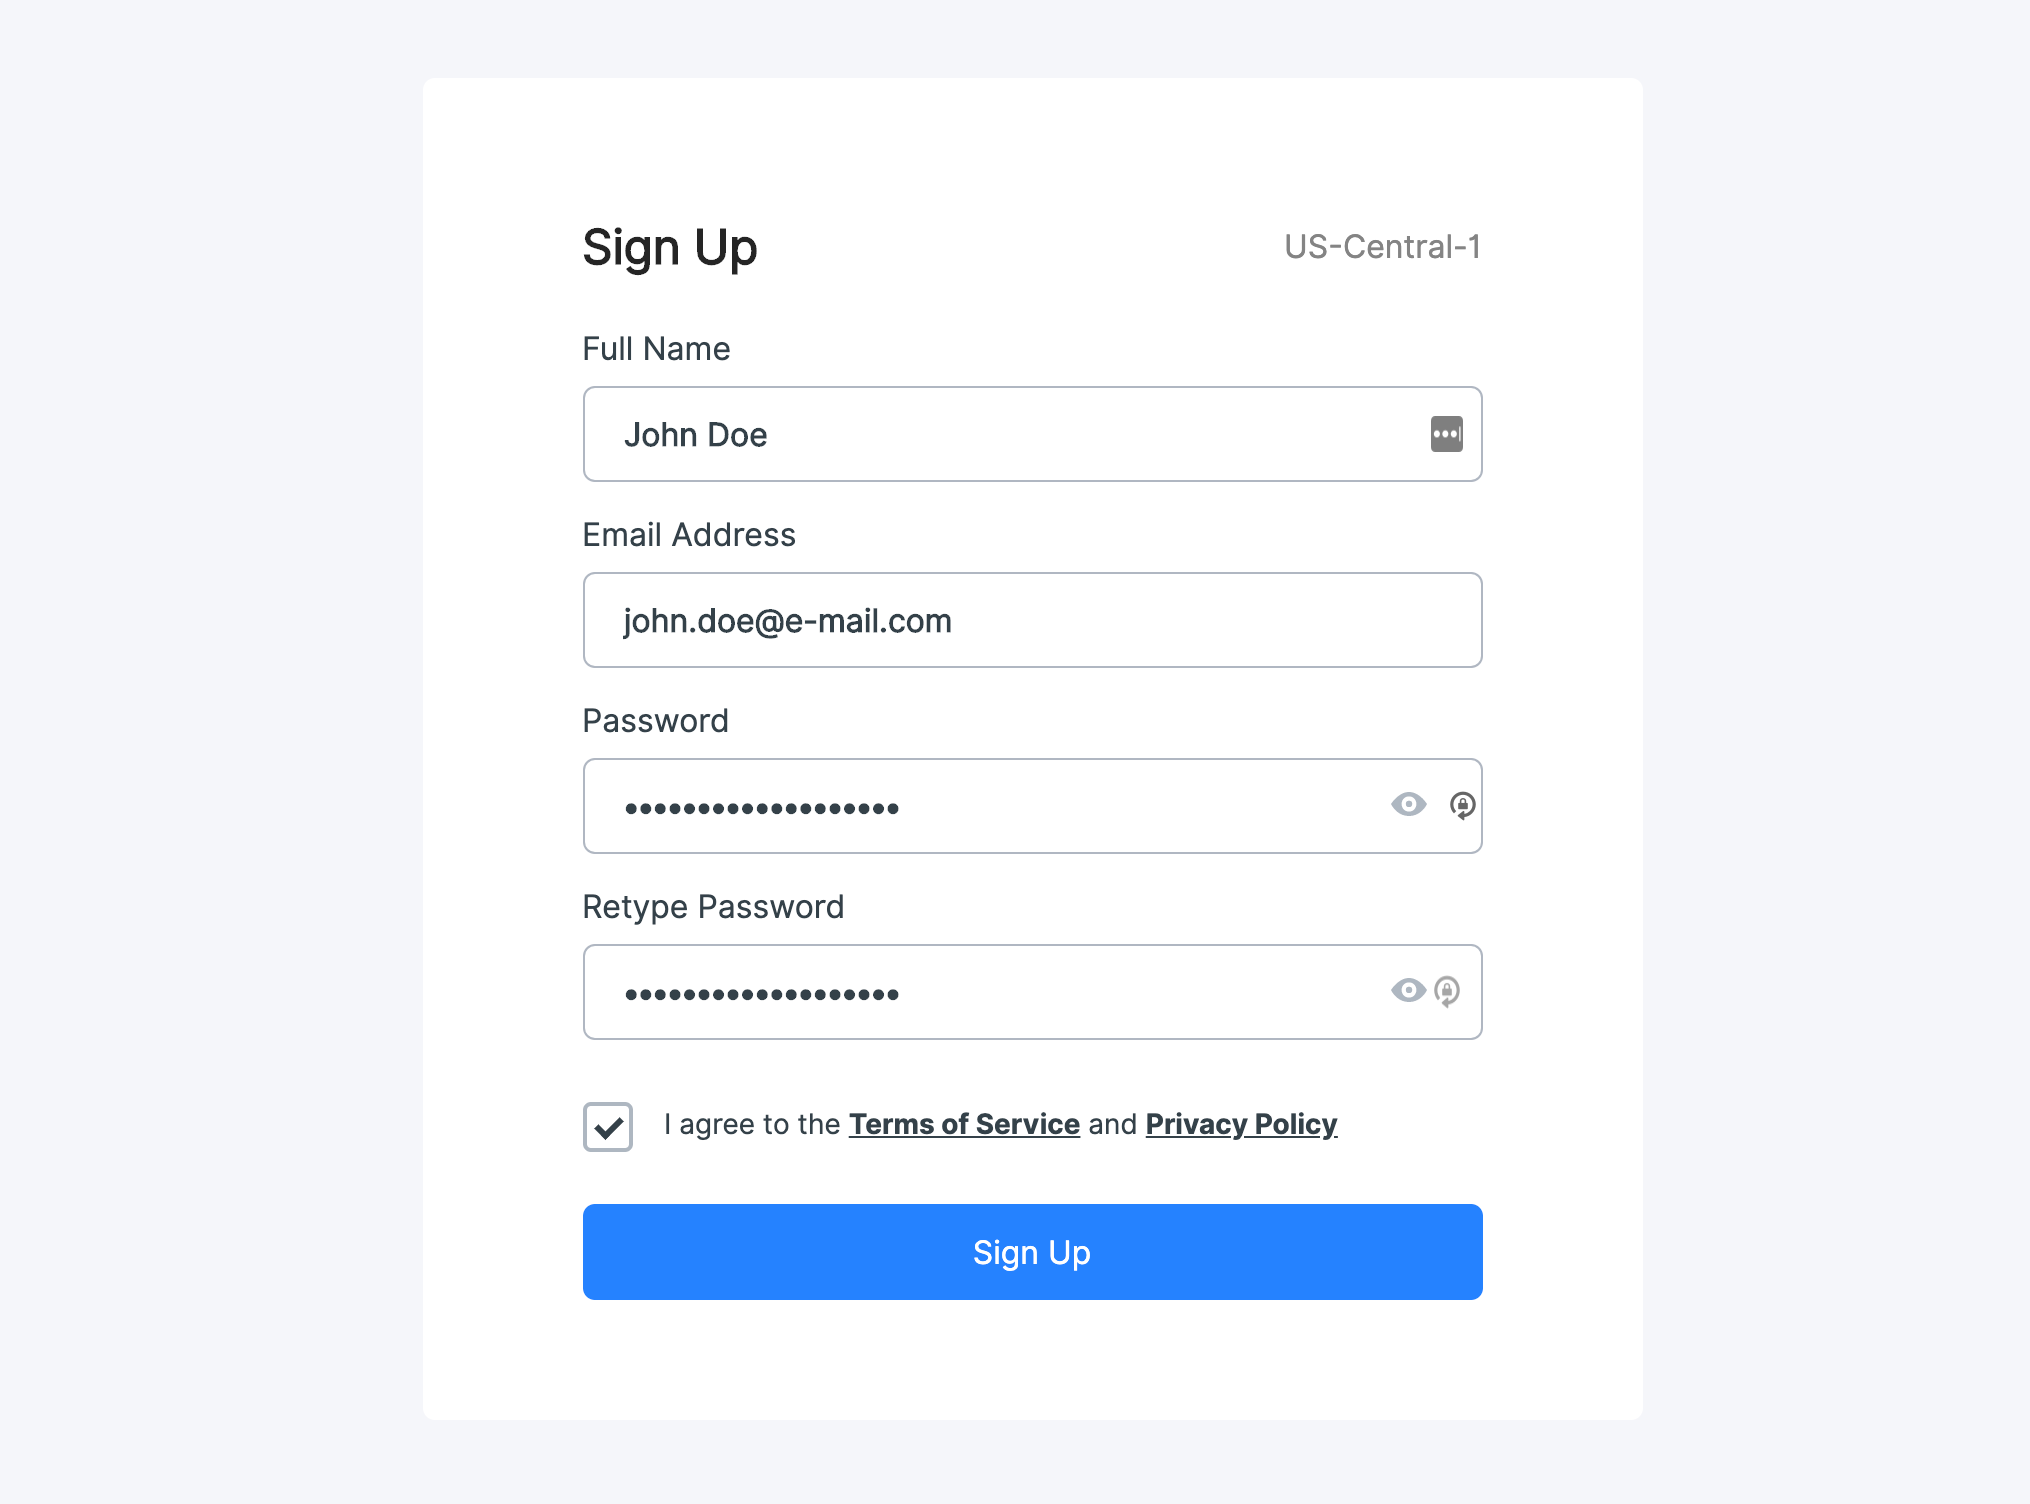 Sign Up
US-Central-1
Full Name
John Doe
Email Address
john.doe@e-mail.com
Password
•••••••••••••••••••
Retype Password
•••••••••••••••••••
I agree to the Terms of Service and Privacy Policy
Sign Up